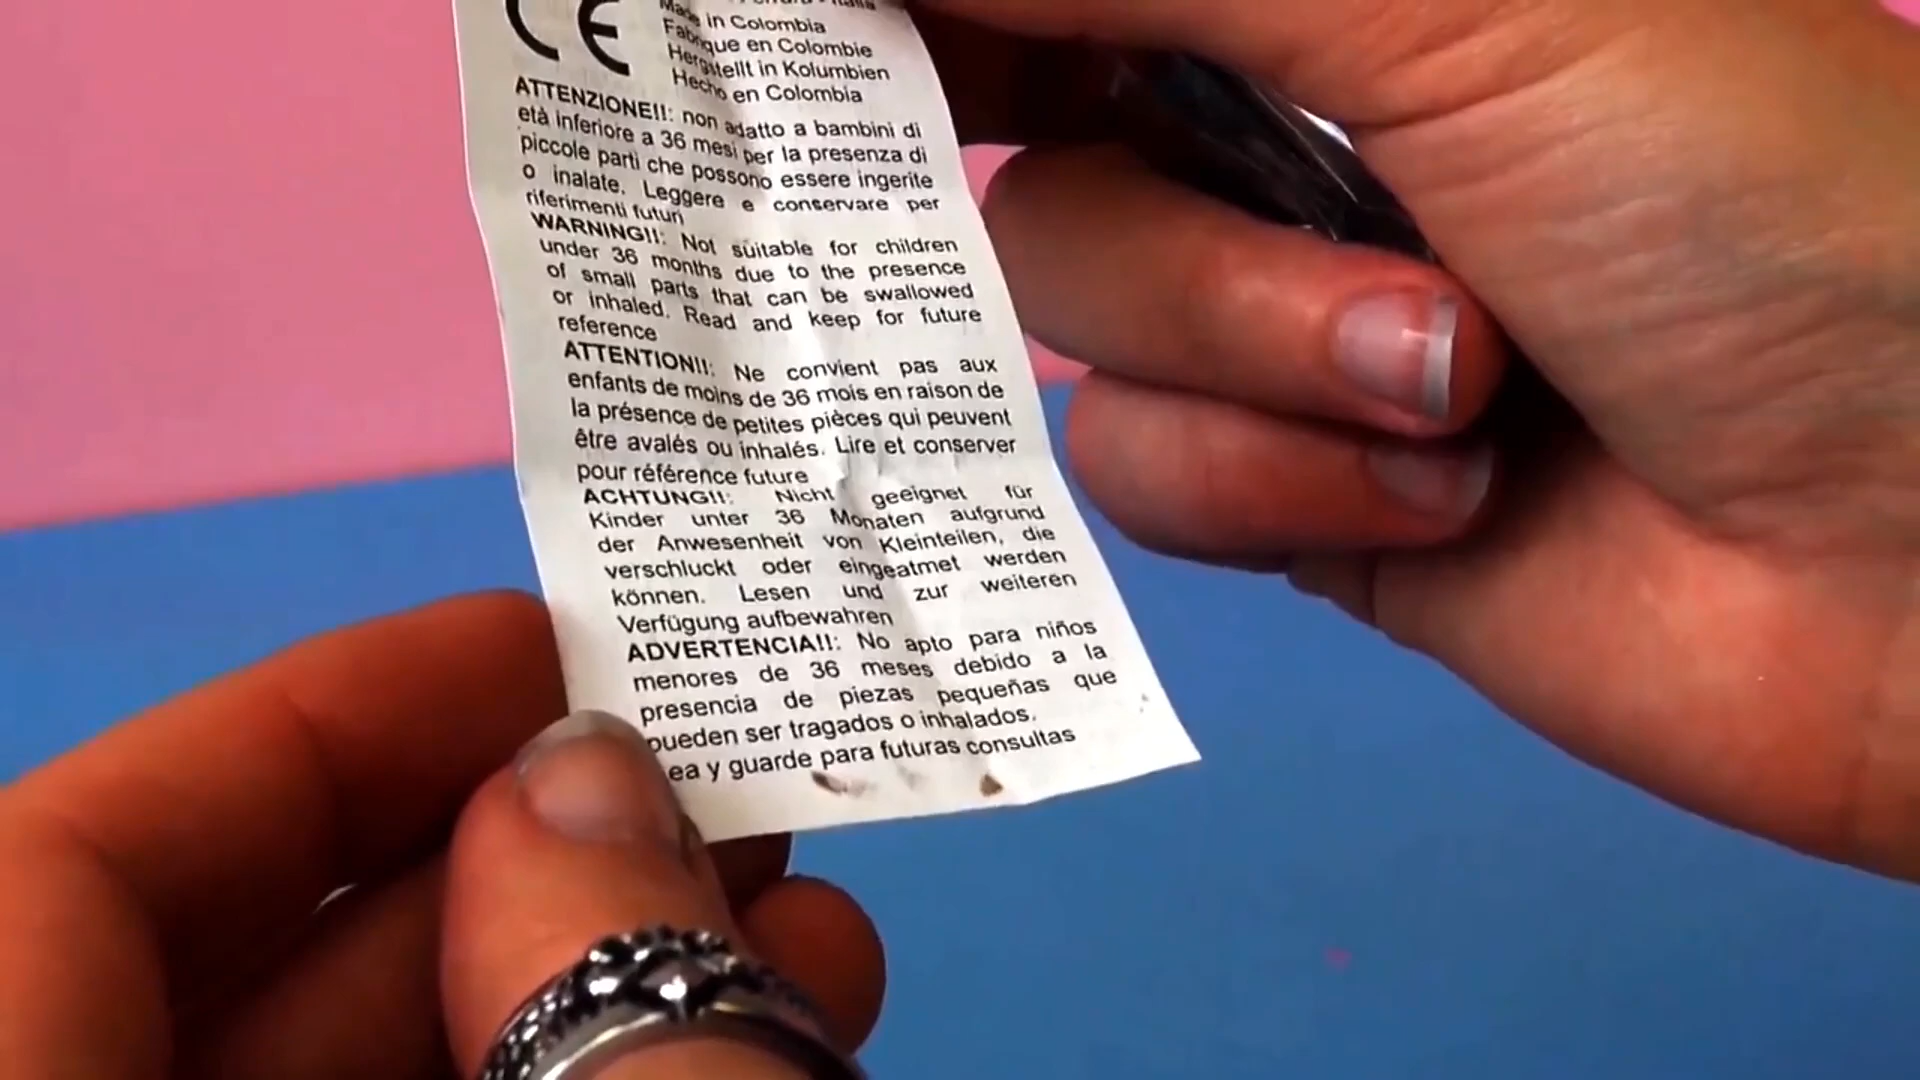 CE
Made in Colombia
Fabrique en Colombie
Hergstellt in Kolumbien
Hecho en Colombia
ATTENZIONE!!: non adatto a bambini di
età inferiore a 36 mesi per la presenza di
piccole parti che possono essere ingerite
o inalate. Leggere e conservare per
riferimenti futuri
WARNING!!: Not suitable for children
under 36 months due to the presence
of small parts that can be swallowed
or inhaled. Read and keep for future
reference
ATTENTION!!: Ne convient pas aux
enfants de moins de 36 mois en raison de
la présence de petites pièces qui peuvent
être avalés ou inhalés. Lire et conserver
pour référence future
ACHTUNG!!: Nicht geeignet für
Kinder unter 36 Monaten aufgrund
der Anwesenheit von Kleinteilen, die
verschluckt oder eingeatmet werden
können. Lesen und zur weiteren
Verfügung aufbewahren
ADVERTENCIA!!: No apto para niños
menores de 36 meses debido a la
presencia de piezas pequeñas que
pueden ser tragados o inhalados.
ea y guarde para futuras consultas